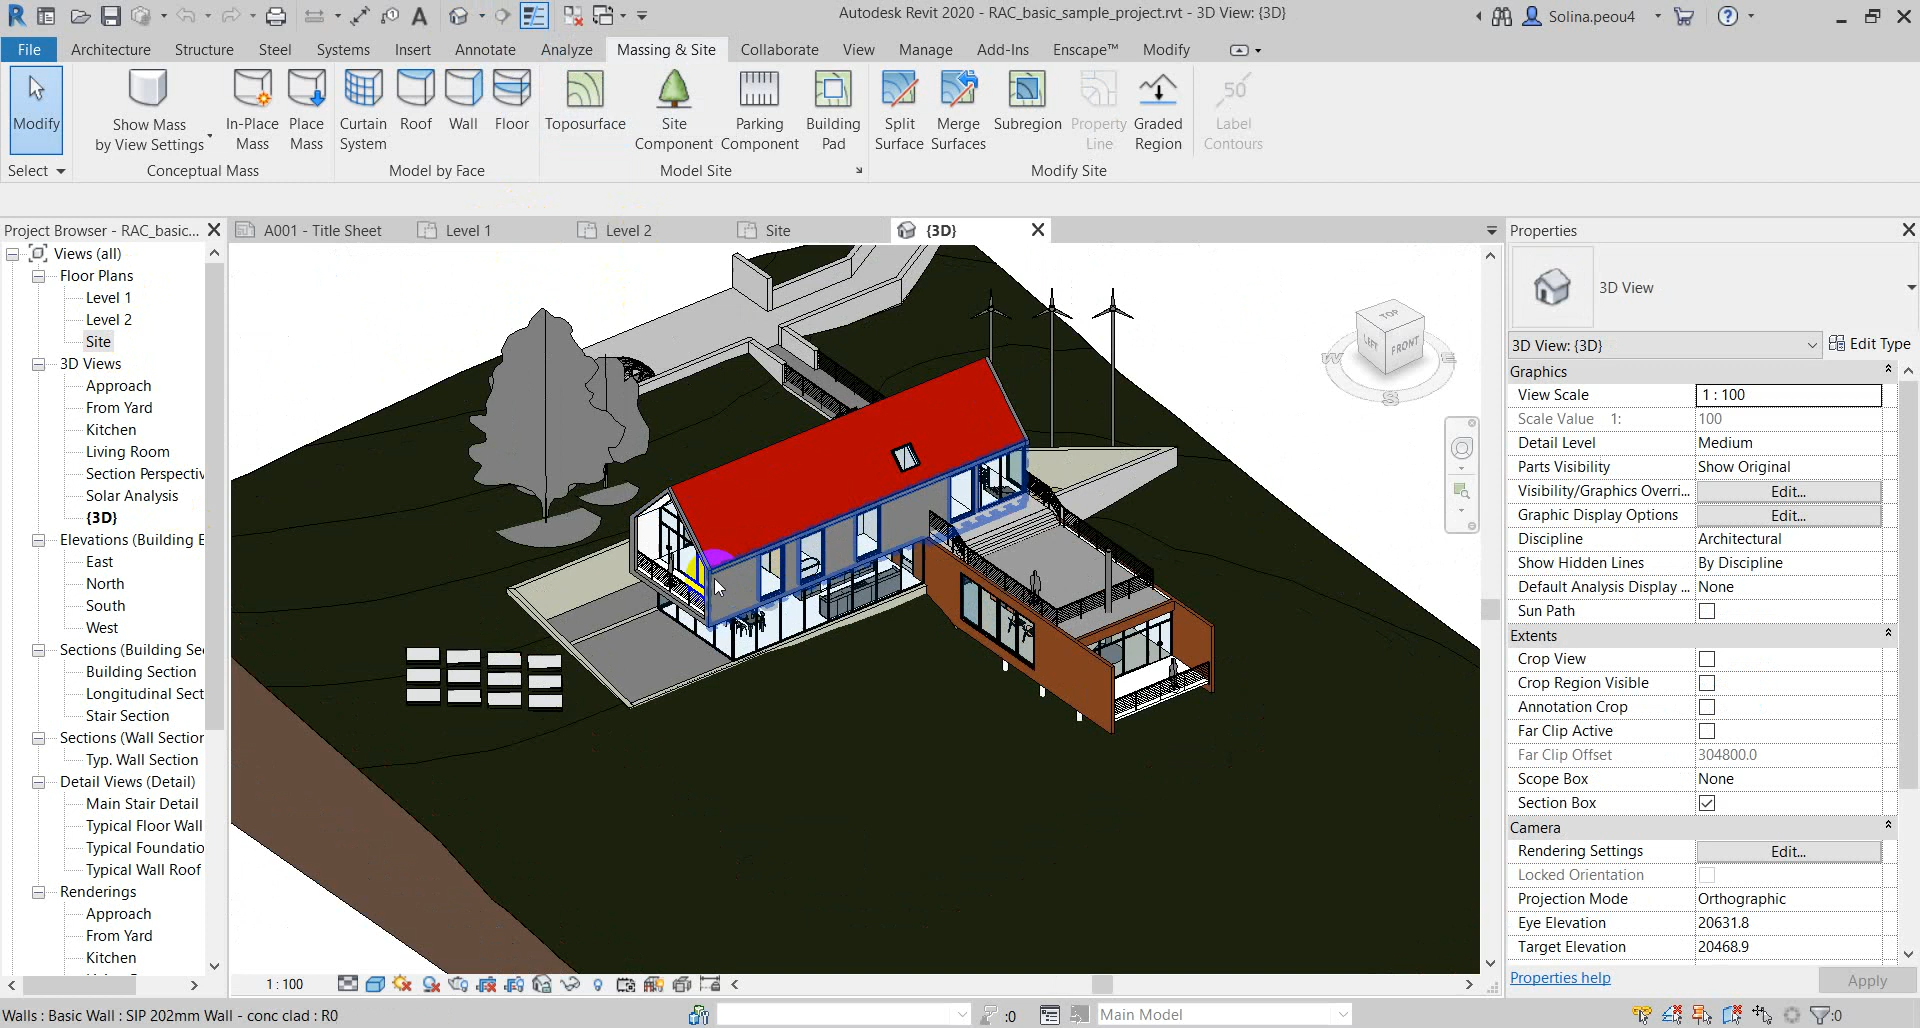 Autodesk Revit 2020 - RAC_basic_sample_project.rvt - 3D View: {3D}
Solina.peou4
File Architecture Structure Steel Systems Insert Annotate Analyze Massing & Site Collaborate View Manage Add-Ins Enscape™ Modify
Modify
Show Mass
by View Settings
In-Place
Mass
Place
Mass
Curtain
System
Roof
Wall
Floor
Toposurface
Site
Component
Parking
Component
Building
Pad
Split
Surface
Merge
Surfaces
Subregion
Property
Line
Graded
Region
50
Label
Contours
Select
Conceptual Mass
Model by Face
Model Site
Modify Site
Project Browser - RAC_basic...
A001 - Title Sheet
Level 1
Level 2
Site
{3D}
Properties
Views (all)
Floor Plans
Level 1
Level 2
Site
3D Views
Approach
From Yard
Kitchen
Living Room
Section Perspectiv
Solar Analysis
{3D}
Elevations (Building E
East
North
South
West
Sections (Building Se
Building Section
Longitudinal Sect
Stair Section
Sections (Wall Section
Typ. Wall Section
Detail Views (Detail)
Main Stair Detail
Typical Floor Wall
Typical Foundatio
Typical Wall Roof
Renderings
Approach
From Yard
Kitchen
TOP
LEFT
FRONT
W
E
S
3D View
3D View: {3D}
Edit Type
Graphics
View Scale 1 : 100
Scale Value 1: 100
Detail Level Medium
Parts Visibility Show Original
Visibility/Graphics Overri... Edit...
Graphic Display Options Edit...
Discipline Architectural
Show Hidden Lines By Discipline
Default Analysis Display ... None
Sun Path
Extents
Crop View
Crop Region Visible
Annotation Crop
Far Clip Active
Far Clip Offset 304800.0
Scope Box None
Section Box
Camera
Rendering Settings Edit...
Locked Orientation
Projection Mode Orthographic
Eye Elevation 20631.8
Target Elevation 20468.9
Properties help
Apply
1 : 100
Walls : Basic Wall : SIP 202mm Wall - conc clad : R0
:0
Main Model
:0